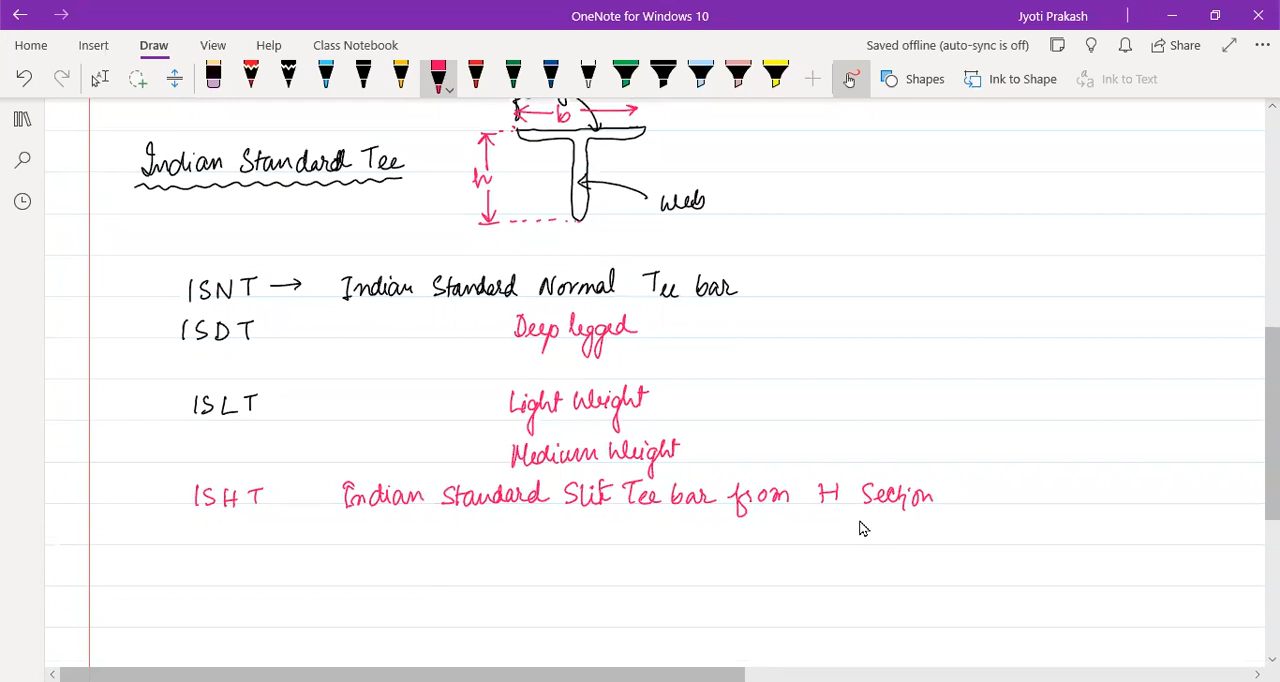 OneNote for Windows 10
Jyoti Prakash
Home Insert Draw View Help Class Notebook
Saved offline (auto-sync is off) Share
Shapes Ink to Shape Ink to Text
b
Indian Standard Tee
h
Web
ISNT → Indian Standard Normal Tee bar
ISDT Deep legged
ISLT Light Weight
Medium Weight
ISHT Indian Standard Slit Tee bar from H Section